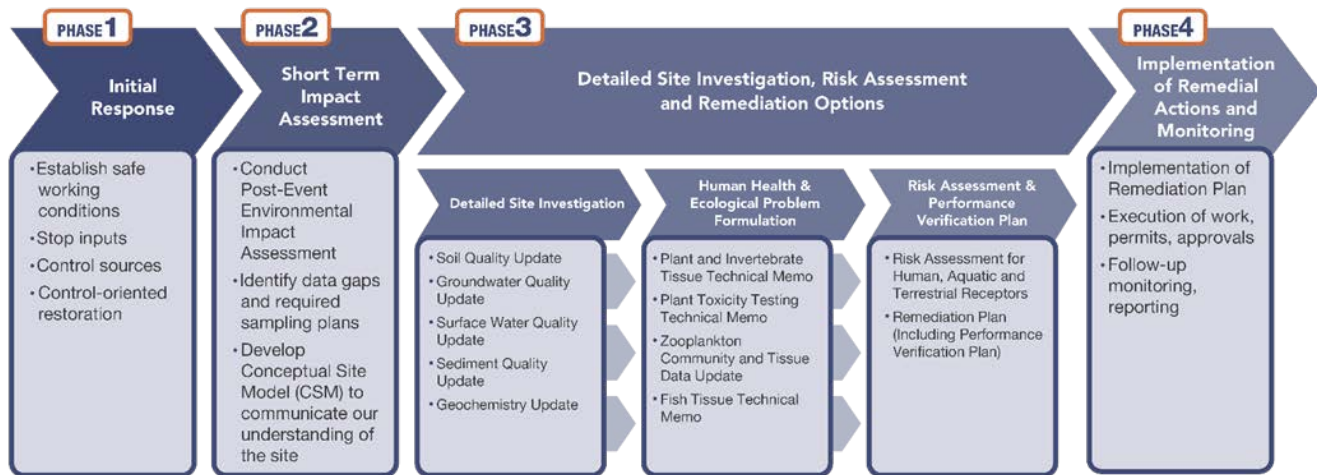 PHASE1
Initial
Response
•Establish safe
working
conditions
•Stop inputs
•Control sources
•Control-oriented
restoration
PHASE2
Short Term
Impact
Assessment
•Conduct
Post-Event
Environmental
Impact
Assessment
•Identify data gaps
and required
sampling plans
•Develop
Conceptual Site
Model (CSM) to
communicate our
understanding of
the site
PHASE3
Detailed Site Investigation, Risk Assessment
and Remediation Options
Detailed Site Investigation
•Soil Quality Update
•Groundwater Quality
Update
•Surface Water Quality
Update
•Sediment Quality
Update
•Geochemistry Update
Human Health &
Ecological Problem
Formulation
•Plant and Invertebrate
Tissue Technical Memo
•Plant Toxicity Testing
Technical Memo
•Zooplankton
Community and Tissue
Data Update
•Fish Tissue Technical
Memo
Risk Assessment &
Performance
Verification Plan
•Risk Assessment for
Human, Aquatic and
Terrestrial Receptors
•Remediation Plan
(Including Performance
Verification Plan)
PHASE4
Implementation
of Remedial
Actions and
Monitoring
•Implementation of
Remediation Plan
•Execution of work,
permits, approvals
•Follow-up
monitoring,
reporting